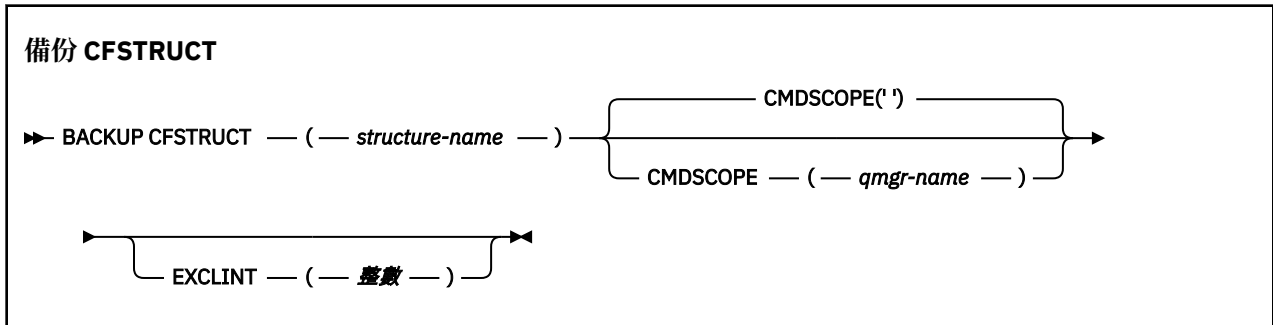 備份 CFSTRUCT
CMDSCOPE(' ')
BACKUP CFSTRUCT ( structure-name )
CMDSCOPE ( qmgr-name )
EXCLINT ( 整數 )